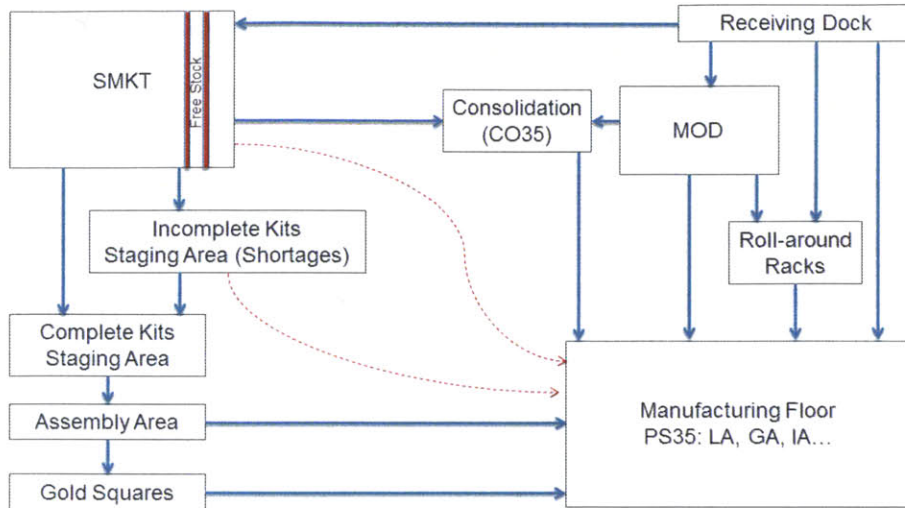 Receiving Dock
SMKT
Free Stock
Consolidation
(CO35)
MOD
Incomplete Kits
Staging Area (Shortages)
Roll-around
Racks
Complete Kits
Staging Area
Manufacturing Floor
PS35: LA, GA, IA...
Assembly Area
Gold Squares